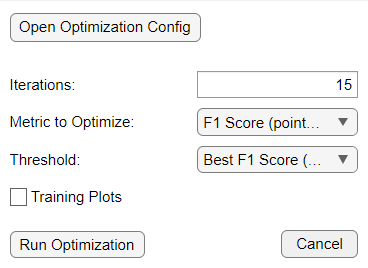 Open Optimization Config
Iterations: 15
Metric to Optimize: F1 Score (point...
Threshold: Best F1 Score (...
Training Plots
Run Optimization Cancel